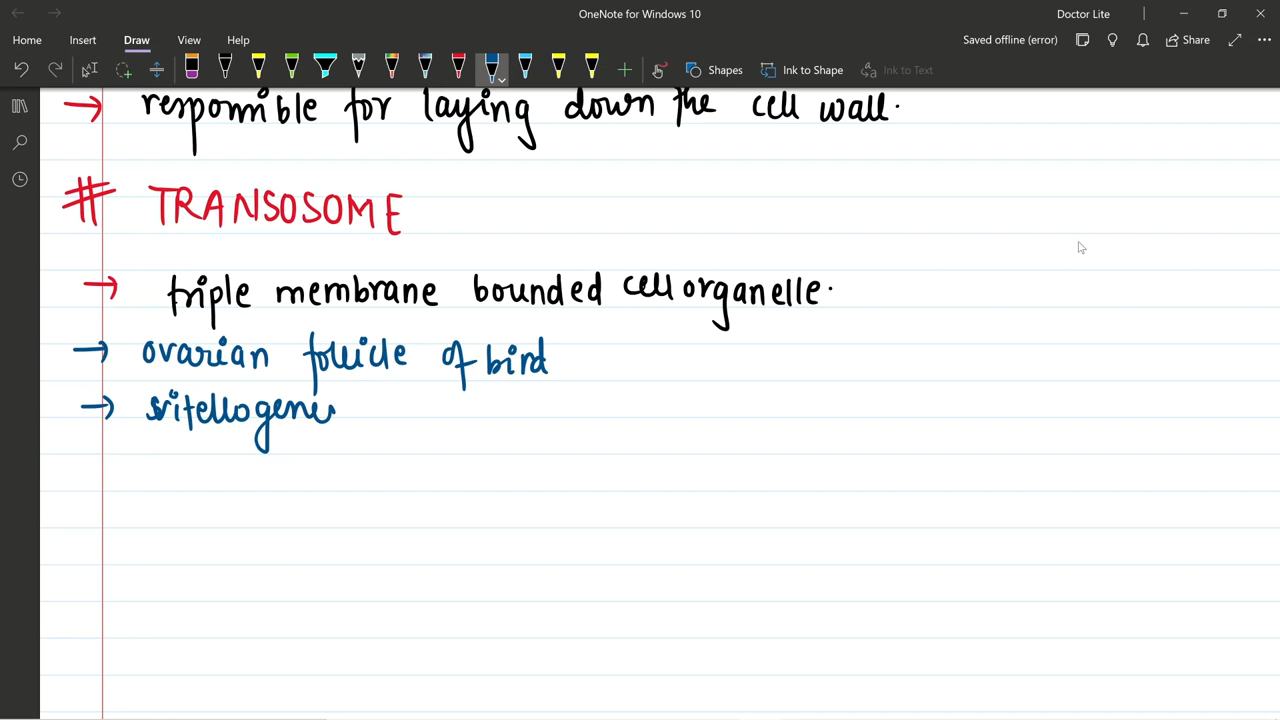 OneNote for Windows 10
Doctor Lite
Home Insert Draw View Help
Saved offline (error)
Share
Shapes
Ink to Shape
Ink to Text
→ responsible for laying down the cell wall.
# TRANSOSOME
→ triple membrane bounded cell organelle.
→ ovarian follicle of bird
→ vitellogenes